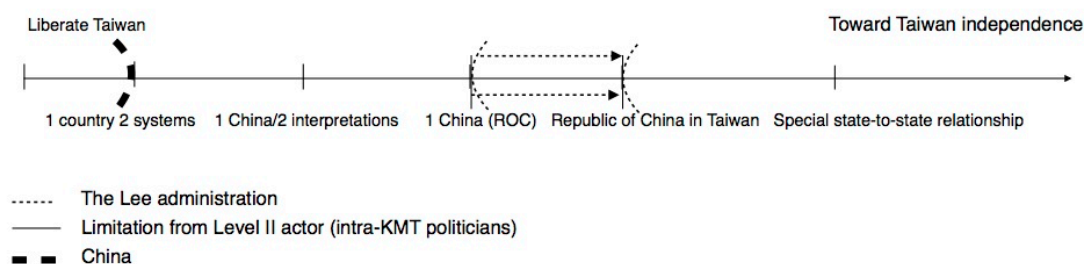 Liberate Taiwan
Toward Taiwan independence
1 country 2 systems
1 China/2 interpretations
1 China (ROC)
Republic of China in Taiwan
Special state-to-state relationship
The Lee administration
Limitation from Level II actor (intra-KMT politicians)
China